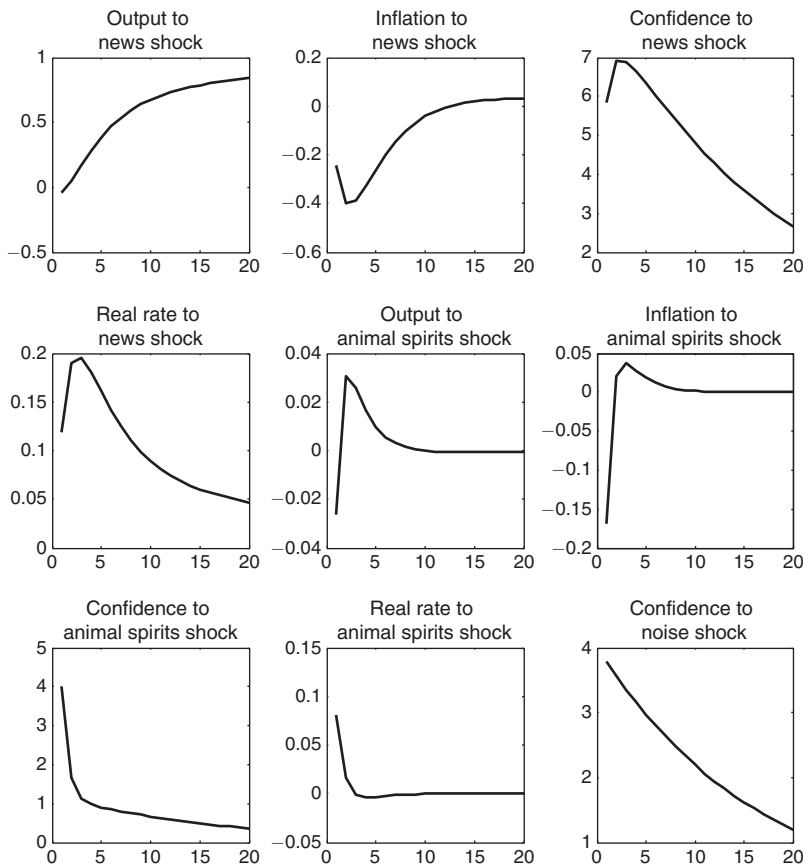 Output to
news shock
1
0.5
0
−0.5
0 5 10 15 20
Inflation to
news shock
0.2
0
−0.2
−0.4
−0.6
0 5 10 15 20
Confidence to
news shock
7
6
5
4
3
2
0 5 10 15 20
Real rate to
news shock
0.2
0.15
0.1
0.05
0
0 5 10 15 20
Output to
animal spirits shock
0.04
0.02
0
−0.02
−0.04
0 5 10 15 20
Inflation to
animal spirits shock
0.05
0
−0.05
−0.1
−0.15
−0.2
0 5 10 15 20
Confidence to
animal spirits shock
5
4
3
2
1
0
0 5 10 15 20
Real rate to
animal spirits shock
0.15
0.1
0.05
0
−0.05
0 5 10 15 20
Confidence to
noise shock
4
3
2
1
0 5 10 15 20